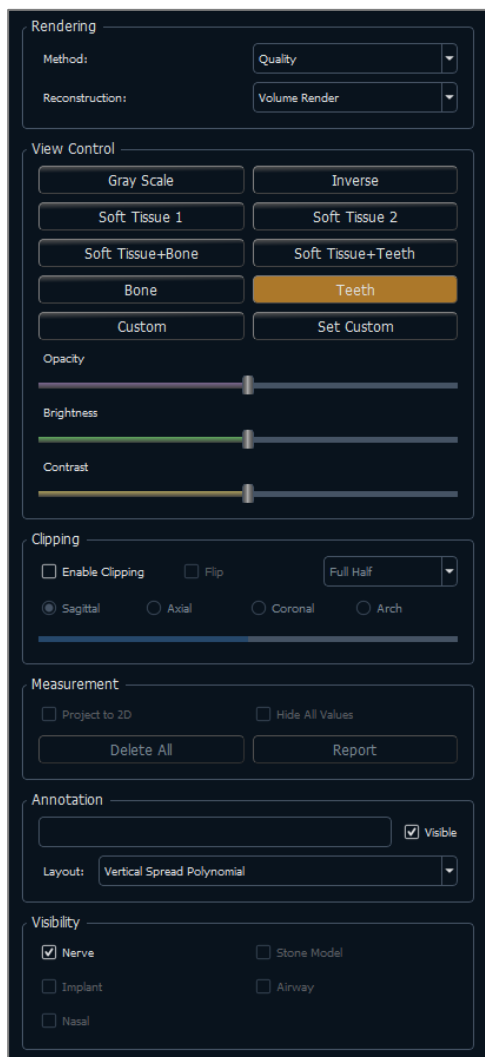 Rendering
Method: Quality
Reconstruction: Volume Render
View Control
Gray Scale Inverse
Soft Tissue 1 Soft Tissue 2
Soft Tissue+Bone Soft Tissue+Teeth
Bone Teeth
Custom Set Custom
Opacity
Brightness
Contrast
Clipping
Enable Clipping Flip Full Half
Sagittal Axial Coronal Arch
Measurement
Project to 2D Hide All Values
Delete All Report
Annotation
Visible
Layout: Vertical Spread Polynomial
Visibility
Nerve Stone Model
Implant Airway
Nasal